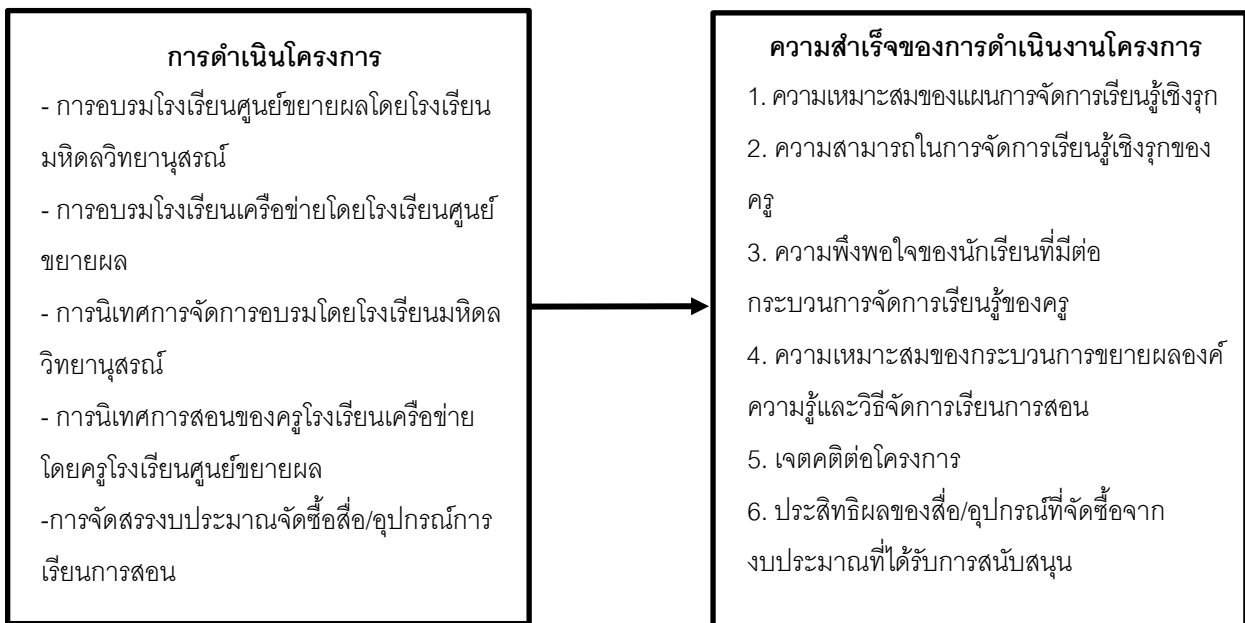 การดำเนินโครงการ
- การอบรมโรงเรียนศูนย์ขยายผลโดยโรงเรียน
มหิดลวิทยานุสรณ์
- การอบรมโรงเรียนเครือข่ายโดยโรงเรียนศูนย์
ขยายผล
- การนิเทศการจัดการอบรมโดยโรงเรียนมหิดล
วิทยานุสรณ์
- การนิเทศการสอนของครูโรงเรียนเครือข่าย
โดยครูโรงเรียนศูนย์ขยายผล
-การจัดสรรงบประมาณจัดซื้อสื่อ/อุปกรณ์การ
เรียนการสอน
ความสำเร็จของการดำเนินงานโครงการ
1. ความเหมาะสมของแผนการจัดการเรียนรู้เชิงรุก
2. ความสามารถในการจัดการเรียนรู้เชิงรุกของ
ครู
3. ความพึงพอใจของนักเรียนที่มีต่อ
กระบวนการจัดการเรียนรู้ของครู
4. ความเหมาะสมของกระบวนการขยายผลองค์
ความรู้และวิธีจัดการเรียนการสอน
5. เจตคติต่อโครงการ
6. ประสิทธิผลของสื่อ/อุปกรณ์ที่จัดซื้อจาก
งบประมาณที่ได้รับการสนับสนุน